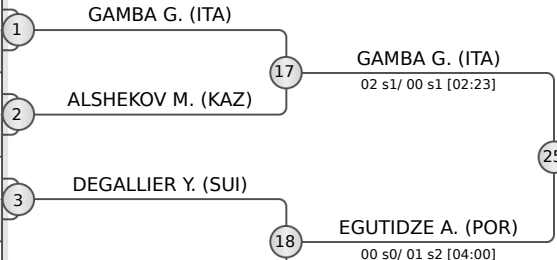 GAMBA G. (ITA)
1
17
GAMBA G. (ITA)
02 s1/ 00 s1 [02:23]
ALSHEKOV M. (KAZ)
2
25
DEGALLIER Y. (SUI)
3
EGUTIDZE A. (POR)
18
00 s0/ 01 s2 [04:00]